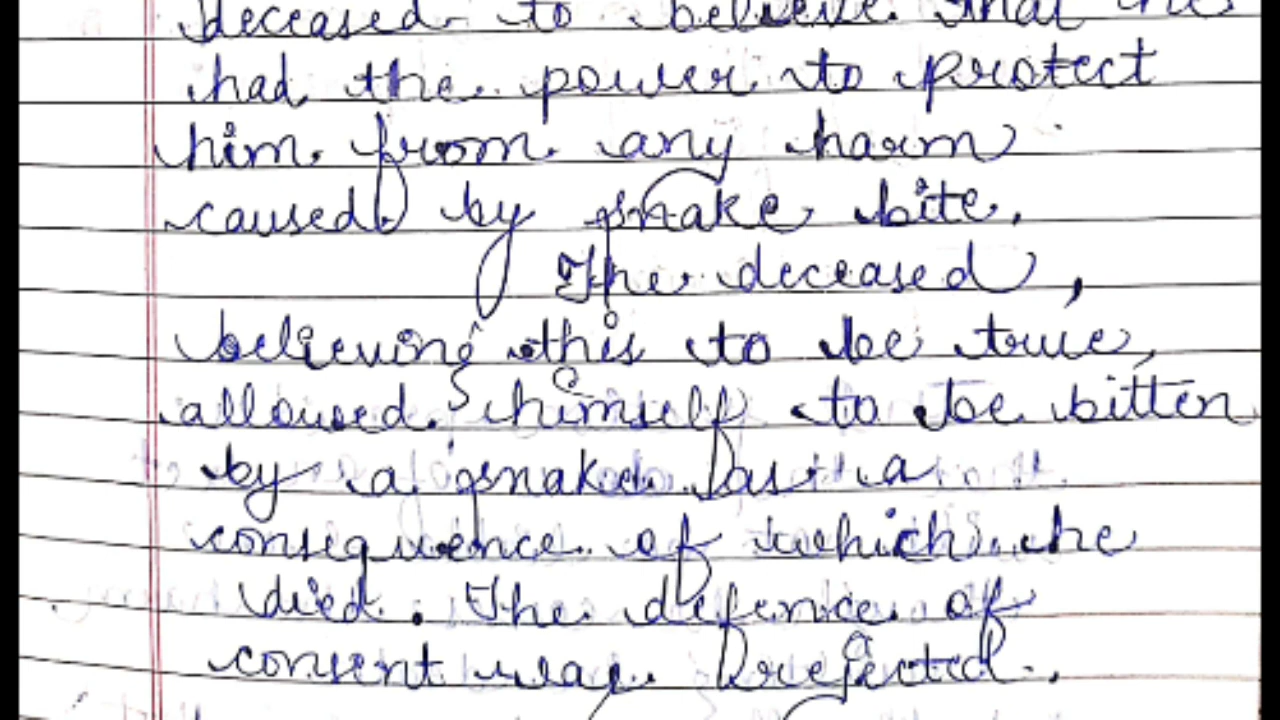 deceased to believe that he
had the power to protect
him from any harm
caused by snake bite.
The deceased,
believing this to be true,
allowed himself to be bitten
by a snake as a
consequence of which he
died. The defence of
consent was rejected.